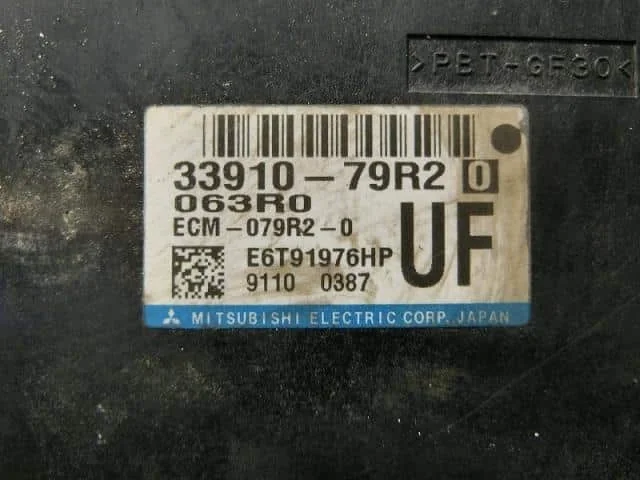 >PBT-GF30<
33910-79R2 0
063R0
ECM-079R2-0
UF
E6T91976HP
9110 0387
MITSUBISHI ELECTRIC CORP. JAPAN